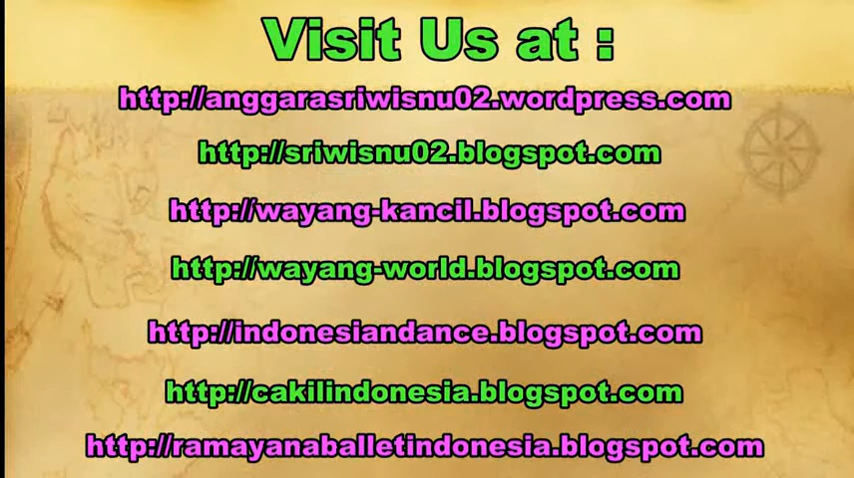 Visit Us at :
http://anggarasriwisnu02.wordpress.com
http://sriwisnu02.blogspot.com
http://wayang-kancil.blogspot.com
http://wayang-world.blogspot.com
http://indonesiandance.blogspot.com
http://cakilindonesia.blogspot.com
http://ramayanaballetindonesia.blogspot.com